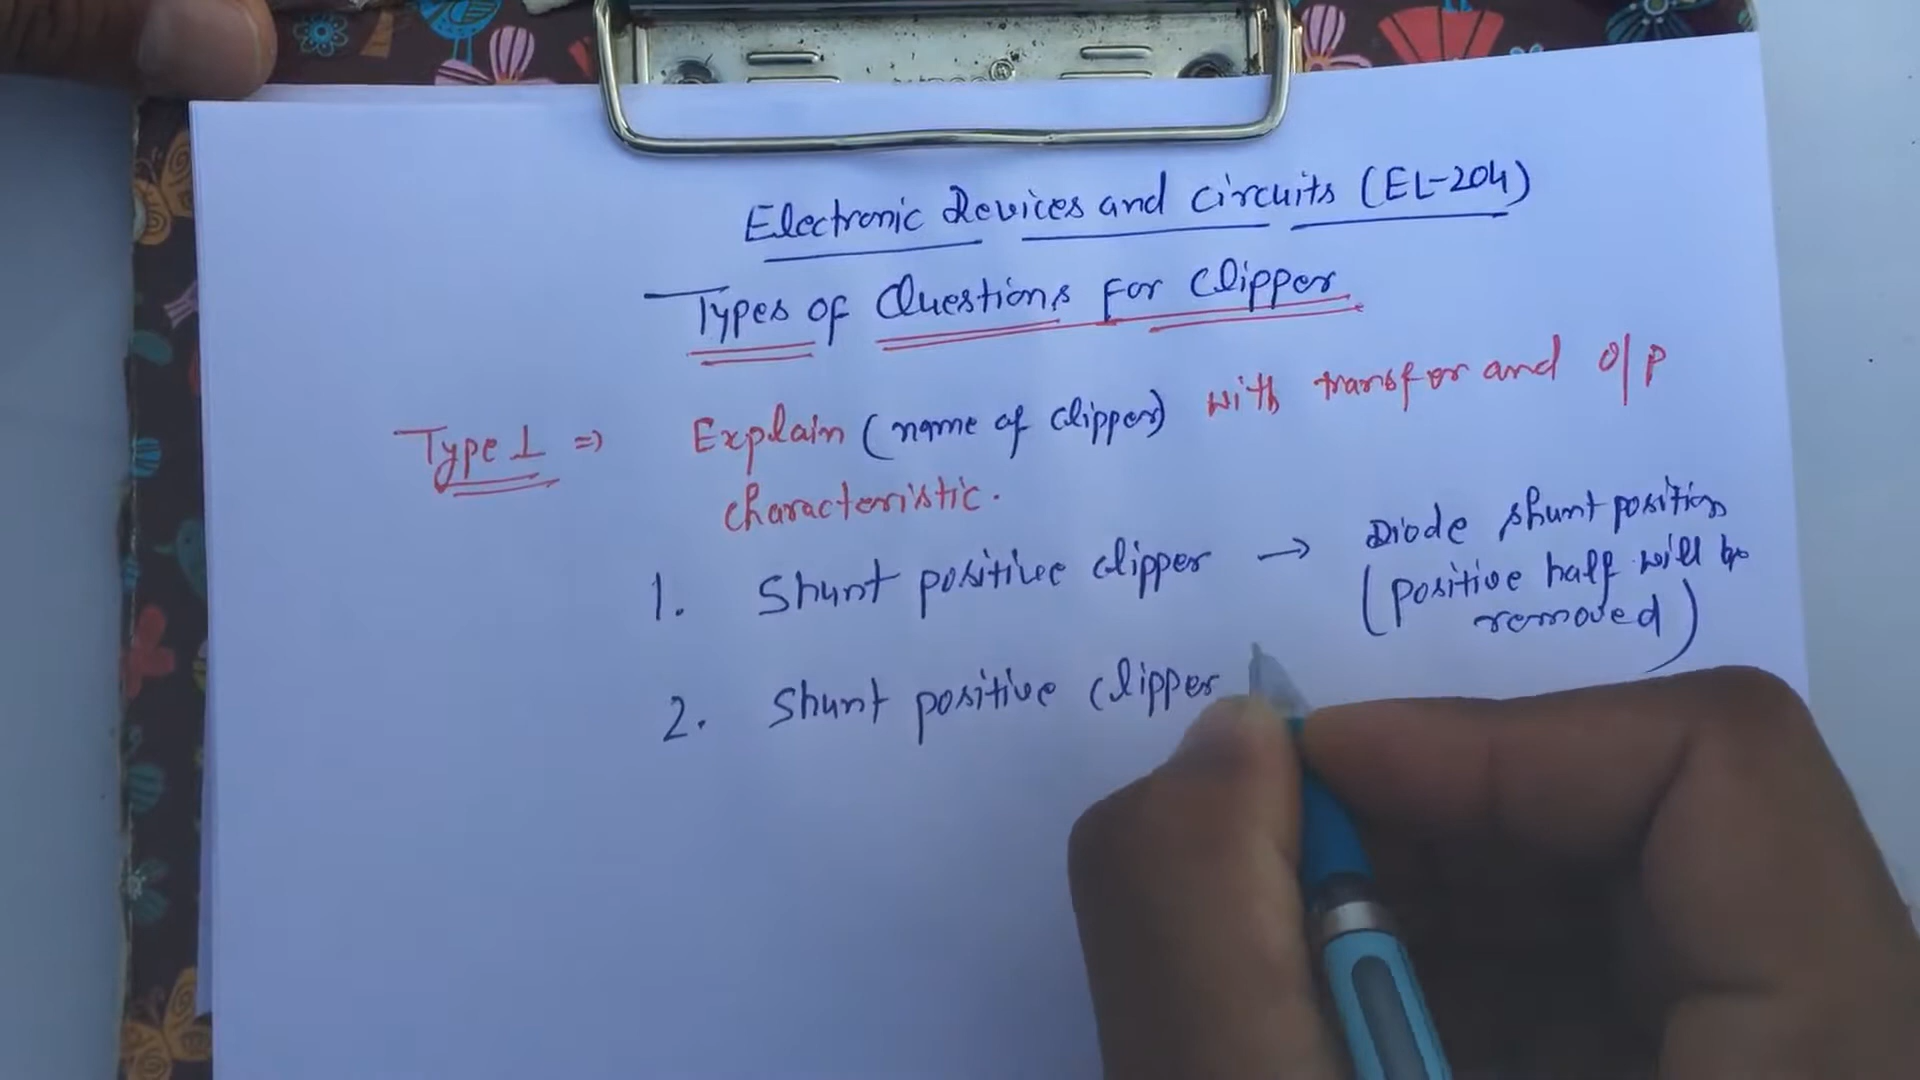 Electronic Devices and circuits (EL-204)
Types of Questions For Clipper
Type 1 => Explain (name of clipper) with transfer and o/p
characteristic.
1. Shunt positive clipper → Diode shunt position
(positive half will be
removed)
2. Shunt positive clipper